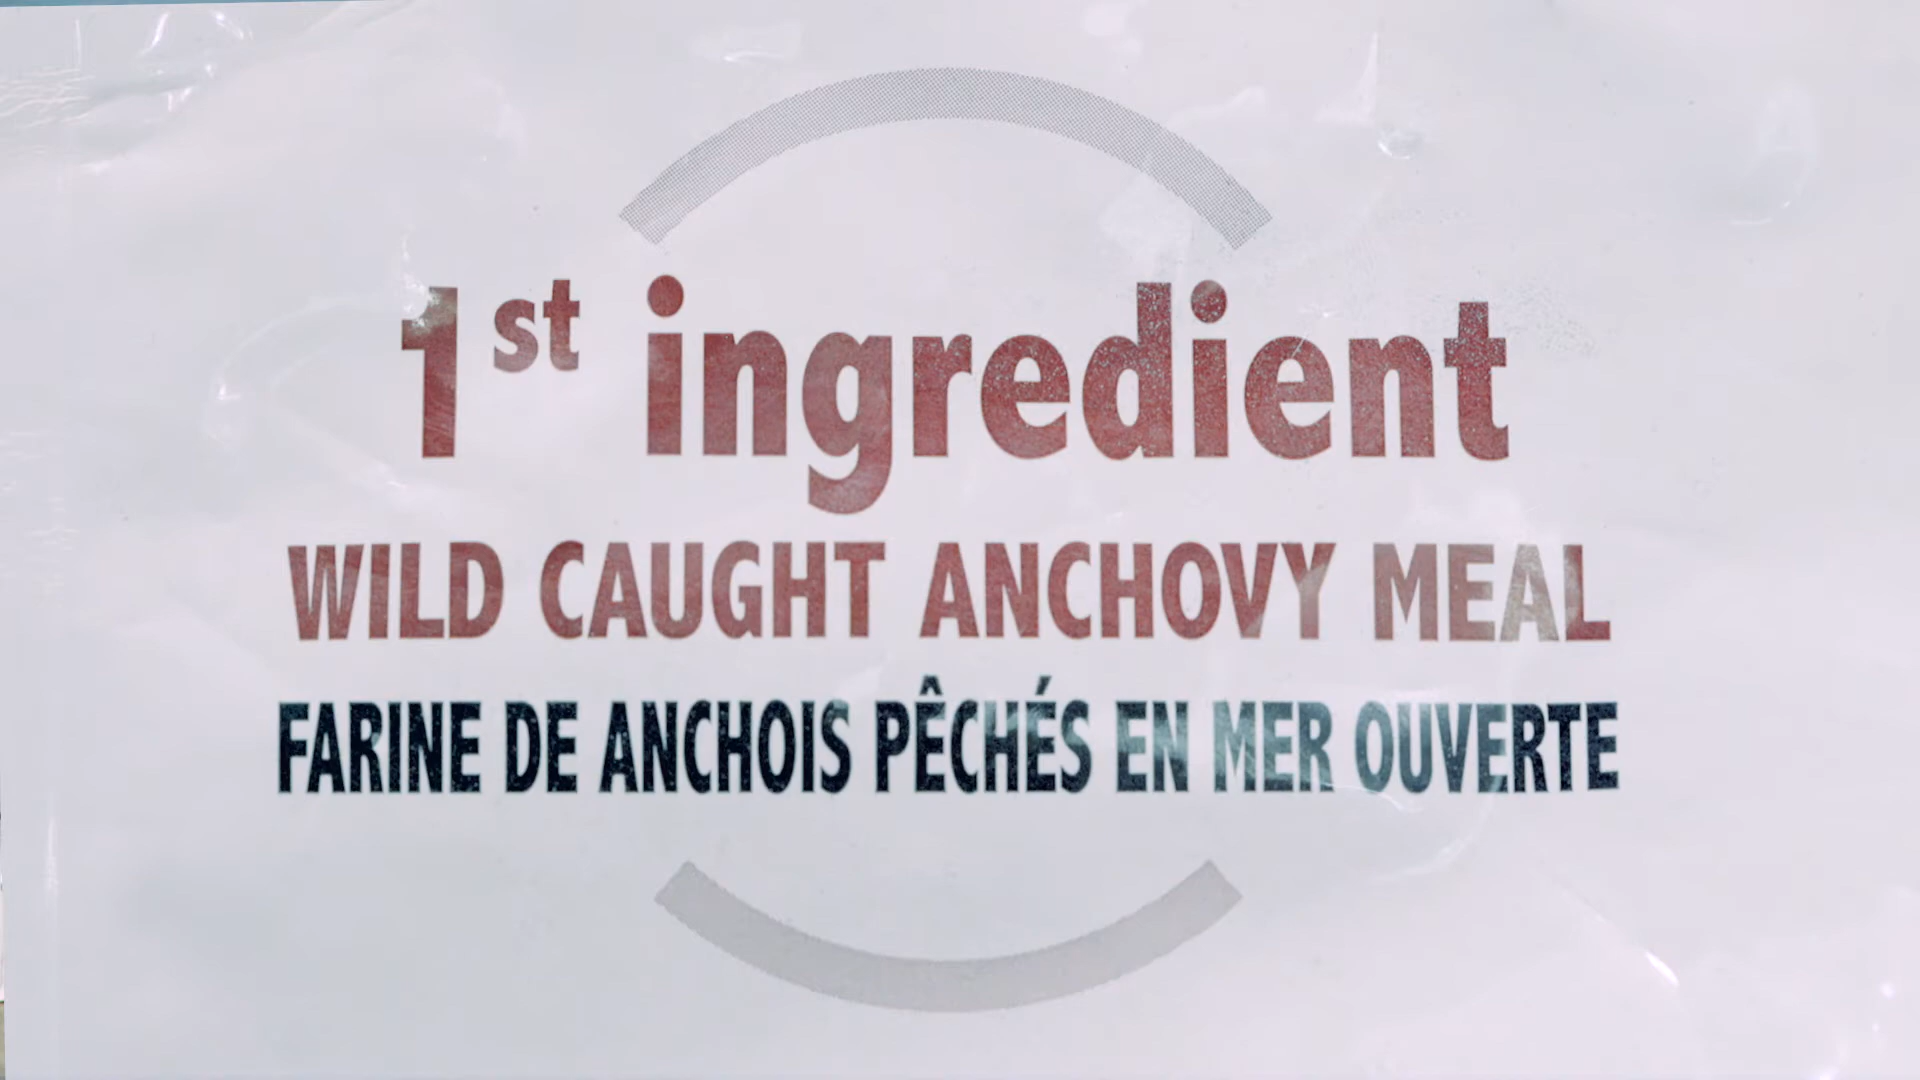 1st ingredient
WILD CAUGHT ANCHOVY MEAL
FARINE DE ANCHOIS PÊCHÉS EN MER OUVERTE